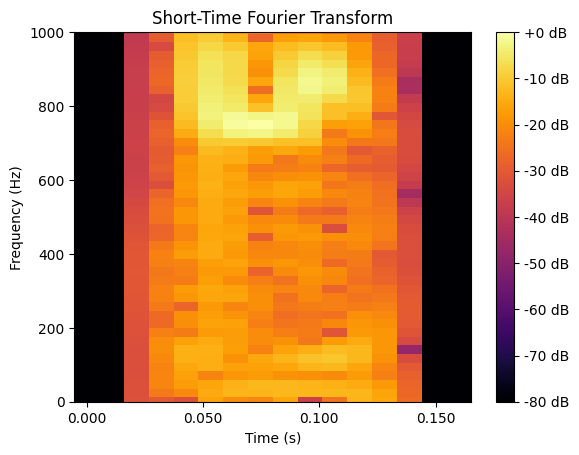 Short-Time Fourier Transform
1000
800
600
400
200
0
Frequency (Hz)
0.000
0.050
0.100
0.150
Time (s)
+0 dB
-10 dB
-20 dB
-30 dB
-40 dB
-50 dB
-60 dB
-70 dB
-80 dB